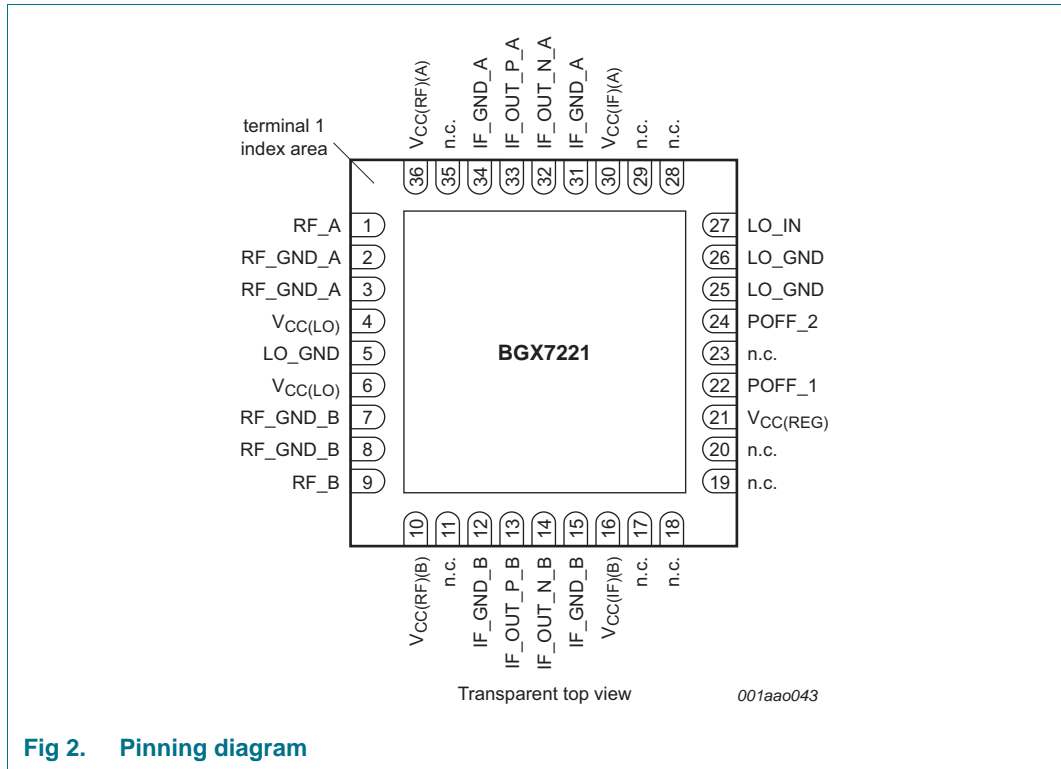 VCC(RF)(A)
n.c.
IF_GND_A
IF_OUT_P_A
IF_OUT_N_A
IF_GND_A
VCC(IF)(A)
n.c.
n.c.
terminal 1
index area
36 35 34 33 32 31 30 29 28
RF_A 1
RF_GND_A 2
RF_GND_A 3
VCC(LO) 4
LO_GND 5
VCC(LO) 6
RF_GND_B 7
RF_GND_B 8
RF_B 9
BGX7221
27 LO_IN
26 LO_GND
25 LO_GND
24 POFF_2
23 n.c.
22 POFF_1
21 VCC(REG)
20 n.c.
19 n.c.
10 11 12 13 14 15 16 17 18
VCC(RF)(B)
n.c.
IF_GND_B
IF_OUT_P_B
IF_OUT_N_B
IF_GND_B
VCC(IF)(B)
n.c.
n.c.
Transparent top view
001aao043
Fig 2. Pinning diagram